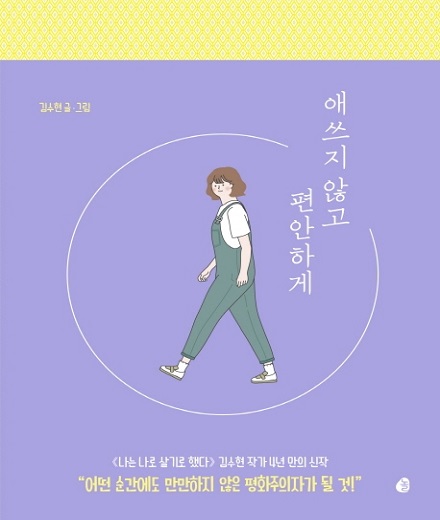 김수현 글·그림
애쓰지 않고
편안하게
《나는 나로 살기로 했다》 김수현 작가 4년 만의 신작
“어떤 순간에도 만만하지 않은 평화주의자가 될 것!”